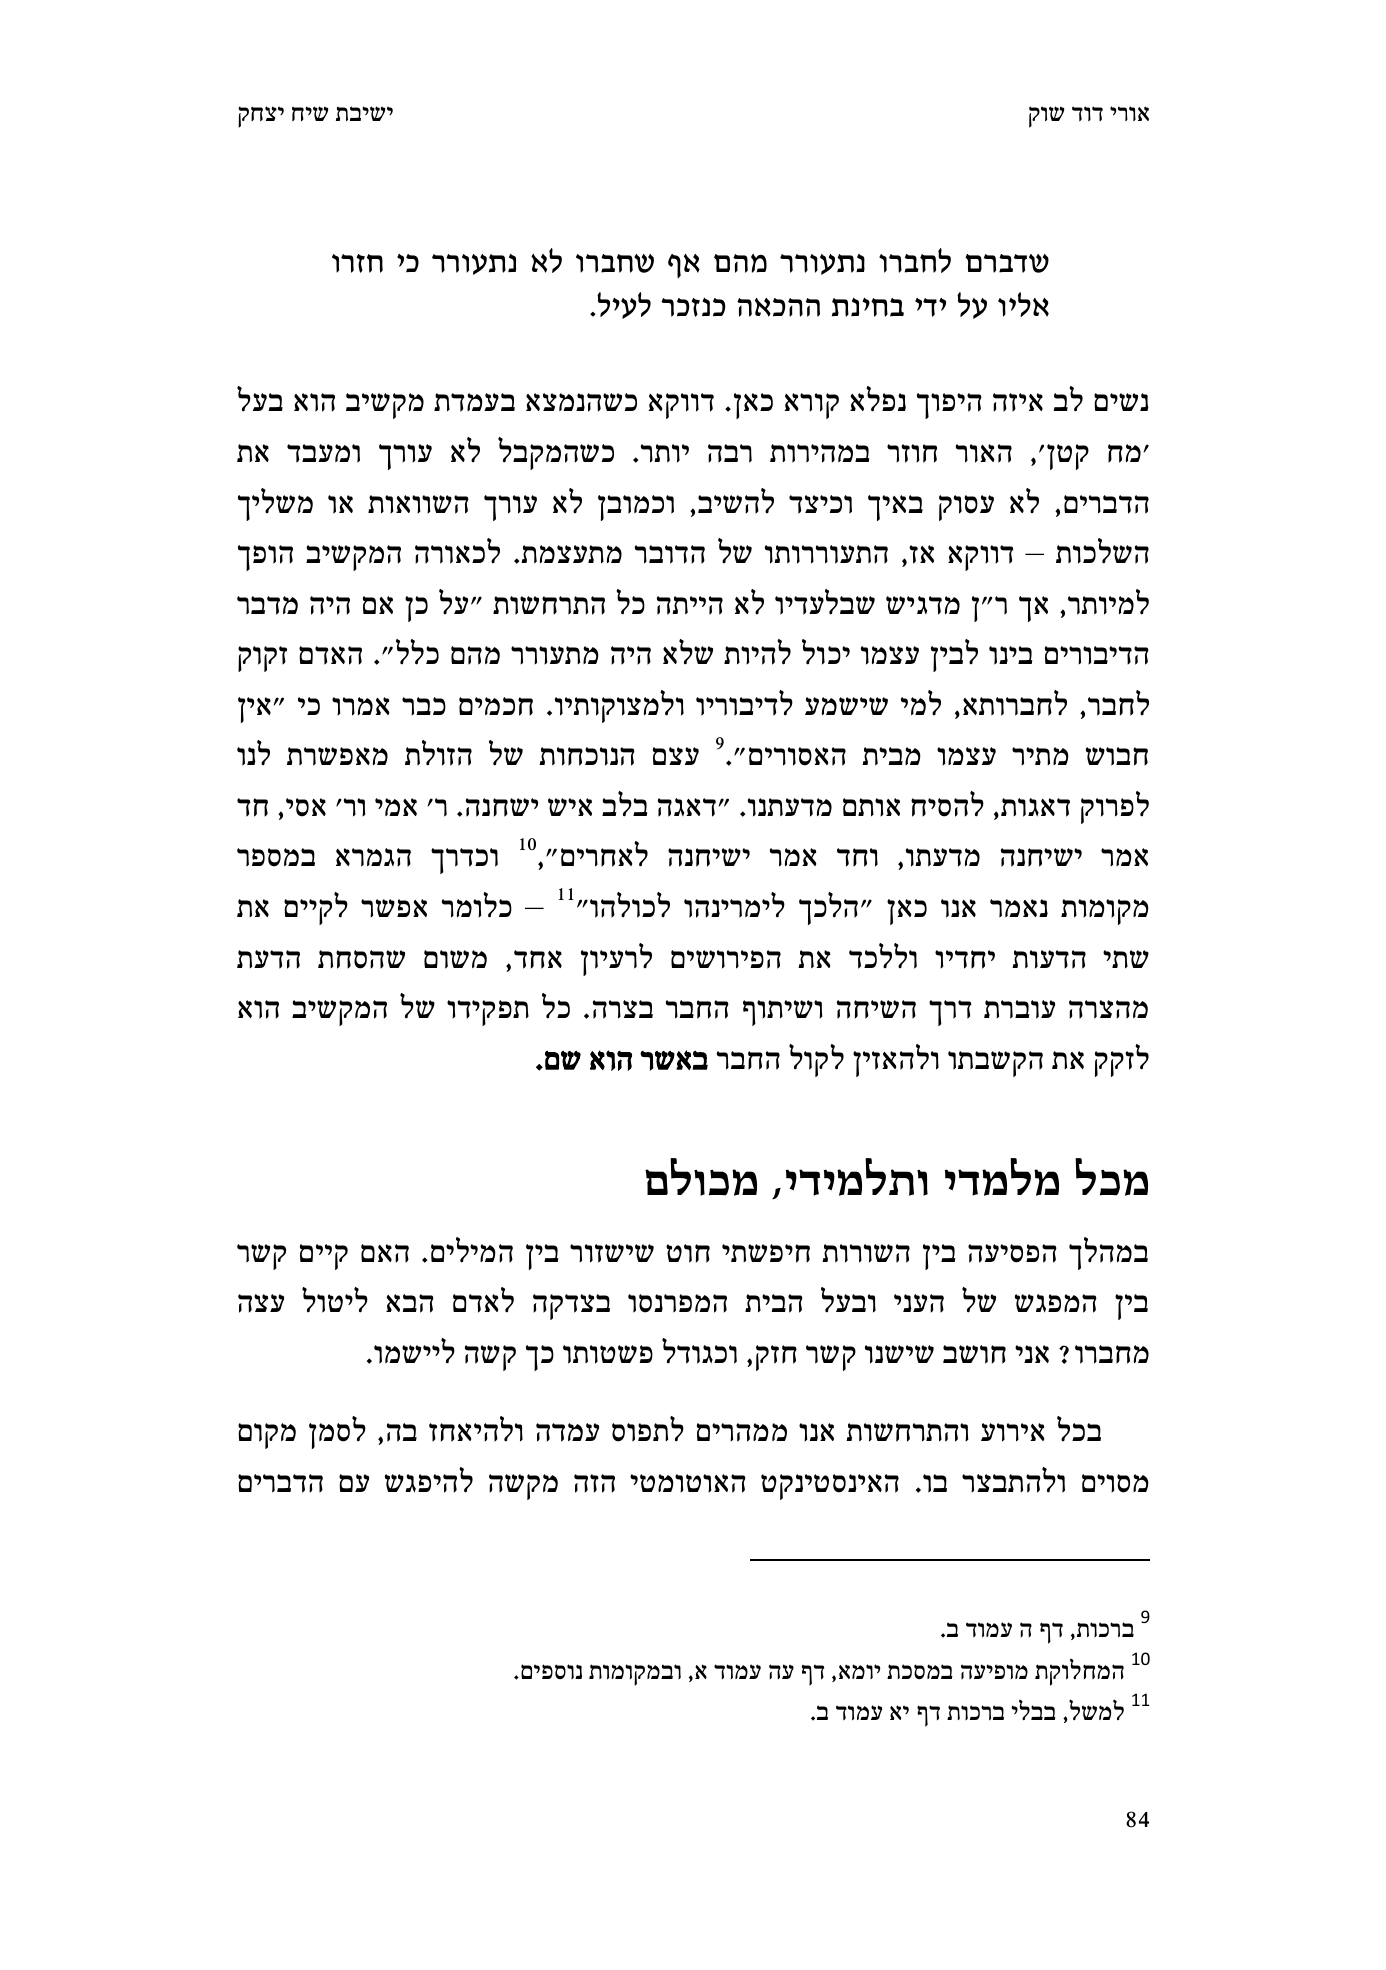 אורי דוד שוק
ישיבת שיח יצחק
שדברם לחברו נתעורר מהם אף שחברו לא נתעורר כי חזרו
אליו על ידי בחינת ההכאה כנזכר לעיל.
נשים לב איזה היפוך נפלא קורא כאן. דווקא כשהנמצא בעמדת מקשיב הוא בעל
׳מח קטן׳, האור חוזר במהירות רבה יותר. כשהמקבל לא עורך ומעבד את
הדברים, לא עסוק באיך וכיצד להשיב, וכמובן לא עורך השוואות או משליך
השלכות – דווקא אז, התעוררותו של הדובר מתעצמת. לכאורה המקשיב הופך
למיותר, אך ר״ן מדגיש שבלעדיו לא הייתה כל התרחשות ״על כן אם היה מדבר
הדיבורים בינו לבין עצמו יכול להיות שלא היה מתעורר מהם כלל״. האדם זקוק
לחבר, לחברותא, למי שישמע לדיבוריו ולמצוקותיו. חכמים כבר אמרו כי ״אין
חבוש מתיר עצמו מבית האסורים״.9 עצם הנוכחות של הזולת מאפשרת לנו
לפרוק דאגות, להסיח אותם מדעתנו. ״דאגה בלב איש ישחנה. ר׳ אמי ור׳ אסי, חד
אמר ישיחנה מדעתו, וחד אמר ישיחנה לאחרים״,10 וכדרך הגמרא במספר
מקומות נאמר אנו כאן ״הלכך לימרינהו לכולהו״11 – כלומר אפשר לקיים את
שתי הדעות יחדיו וללכד את הפירושים לרעיון אחד, משום שהסחת הדעת
מהצרה עוברת דרך השיחה ושיתוף החבר בצרה. כל תפקידו של המקשיב הוא
לזקק את הקשבתו ולהאזין לקול החבר באשר הוא שם.
מכל מלמדי ותלמידי, מכולם
במהלך הפסיעה בין השורות חיפשתי חוט שישזור בין המילים. האם קיים קשר
בין המפגש של העני ובעל הבית המפרנסו בצדקה לאדם הבא ליטול עצה
מחברו? אני חושב שישנו קשר חזק, וכגודל פשטותו כך קשה ליישמו.
בכל אירוע והתרחשות אנו ממהרים לתפוס עמדה ולהיאחז בה, לסמן מקום
מסוים ולהתבצר בו. האינסטינקט האוטומטי הזה מקשה להיפגש עם הדברים
9 ברכות, דף ה עמוד ב.
10 המחלוקת מופיעה במסכת יומא, דף עה עמוד א, ובמקומות נוספים.
11 למשל, בבלי ברכות דף יא עמוד ב.
84